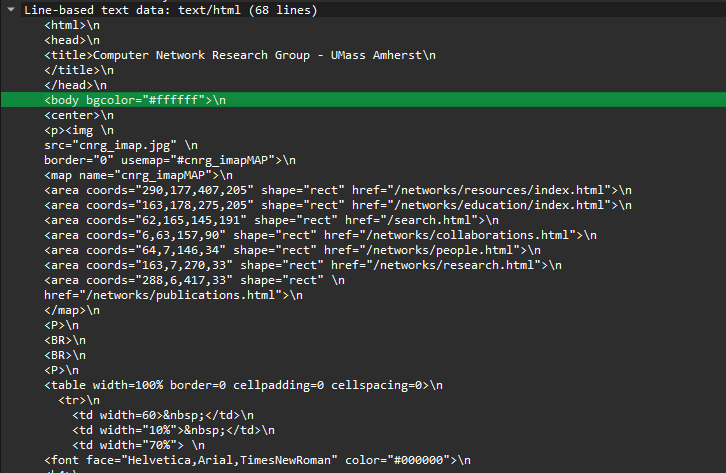 Line-based text data: text/html (68 lines)
<html>\n
<head>\n
<title>Computer Network Research Group - UMass Amherst\n
</title>\n
</head>\n
<body bgcolor="#ffffff">\n
<center>\n
<p><img \n
src="cnrg_imap.jpg" \n
border="0" usemap="#cnrg_imapMAP">\n
<map name="cnrg_imapMAP">\n
<area coords="290,177,407,205" shape="rect" href="/networks/resources/index.html">\n
<area coords="163,178,275,205" shape="rect" href="/networks/education/index.html">\n
<area coords="62,165,145,191" shape="rect" href="/search.html">\n
<area coords="6,63,157,90" shape="rect" href="/networks/collaborations.html">\n
<area coords="64,7,146,34" shape="rect" href="/networks/people.html">\n
<area coords="163,7,270,33" shape="rect" href="/networks/research.html">\n
<area coords="288,6,417,33" shape="rect" \n
href="/networks/publications.html">\n
</map>\n
<P>\n
<BR>\n
<BR>\n
<P>\n
<table width=100% border=0 cellpadding=0 cellspacing=0>\n
<tr>\n
<td width=60>&nbsp;</td>\n
<td width="10%">&nbsp;</td>\n
<td width="70%"> \n
<font face="Helvetica,Arial,TimesNewRoman" color="#000000">\n